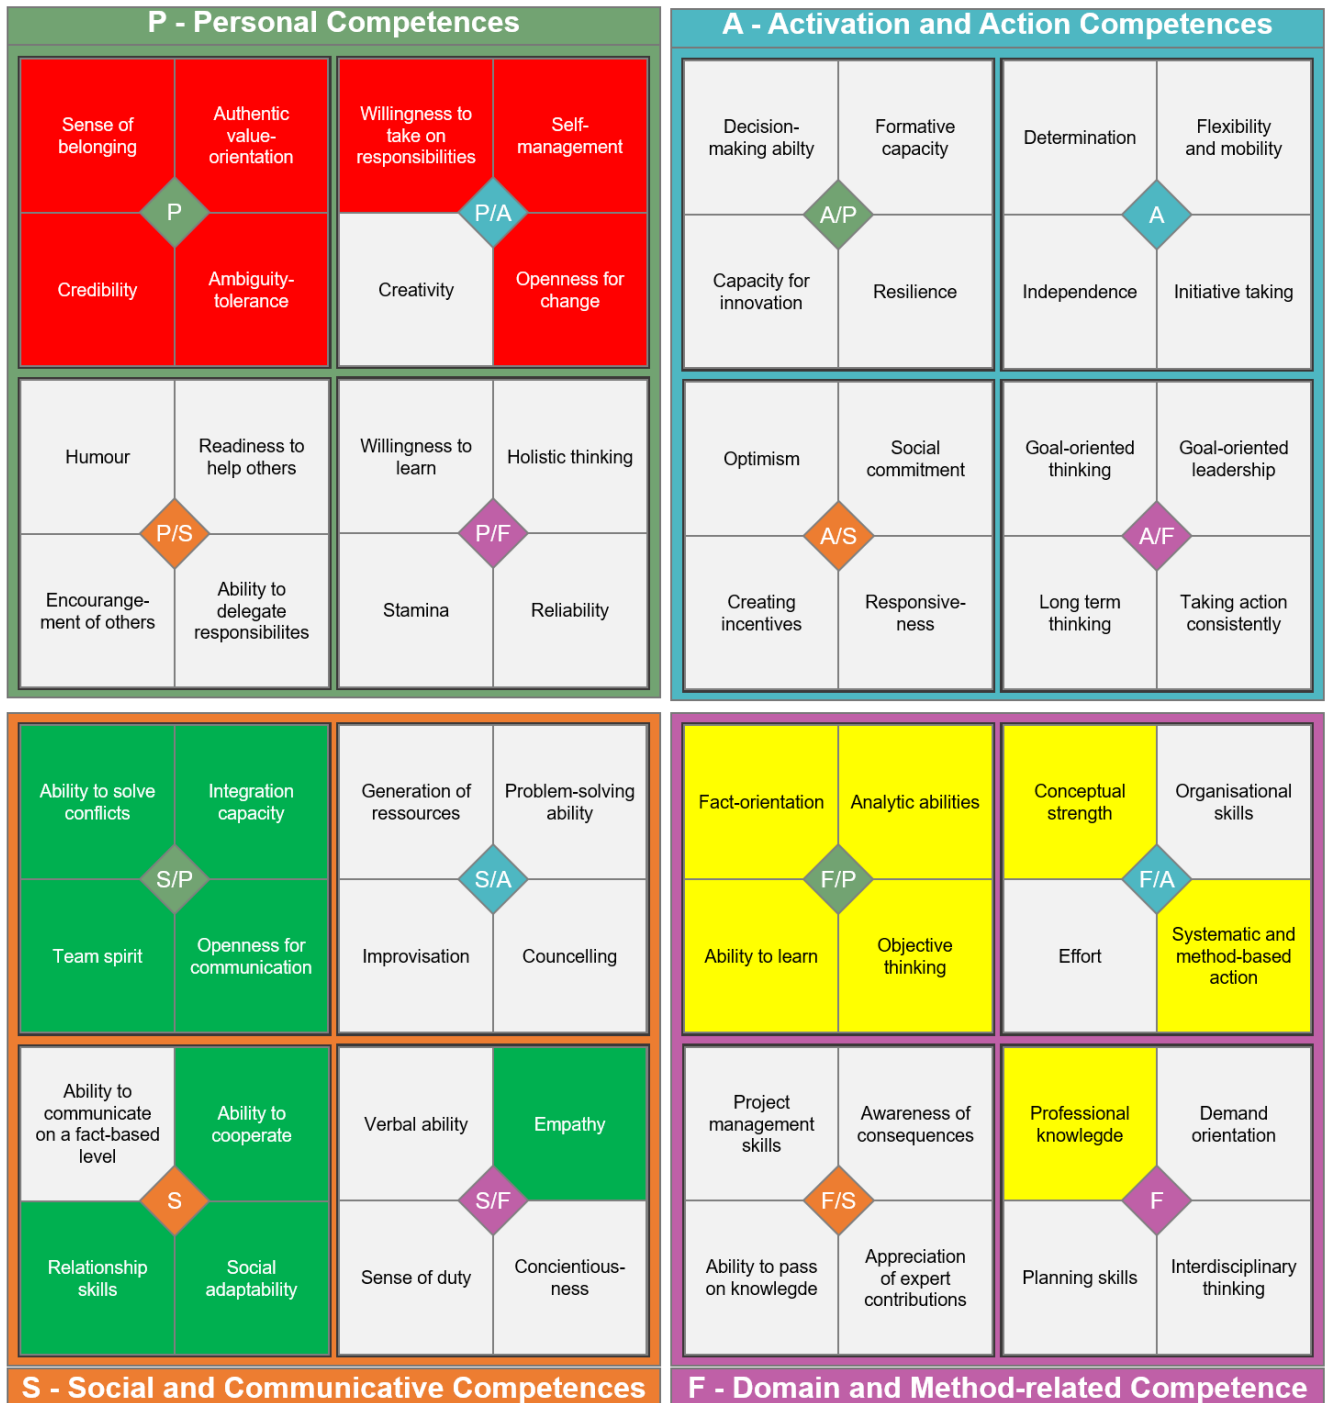 P - Personal Competences
Sense of
belonging
Authentic
value-
orientation
P
Credibility
Ambiguity-
tolerance
Willingness to
take on
responsibilities
Self-
management
P/A
Creativity
Openness for
change
Humour
Readiness to
help others
P/S
Encourange-
ment of others
Ability to
delegate
responsibilites
Willingness to
learn
Holistic thinking
P/F
Stamina
Reliability
A - Activation and Action Competences
Decision-
making abilty
Formative
capacity
A/P
Capacity for
innovation
Resilience
Determination
Flexibility
and mobility
A
Independence
Initiative taking
Optimism
Social
commitment
A/S
Creating
incentives
Responsive-
ness
Goal-oriented
thinking
Goal-oriented
leadership
A/F
Long term
thinking
Taking action
consistently
Ability to solve
conflicts
Integration
capacity
S/P
Team spirit
Openness for
communication
Generation of
ressources
Problem-solving
ability
S/A
Improvisation
Councelling
Ability to
communicate
on a fact-based
level
Ability to
cooperate
S
Relationship
skills
Social
adaptability
Verbal ability
Empathy
S/F
Sense of duty
Concientious-
ness
S - Social and Communicative Competences
Fact-orientation
Analytic abilities
F/P
Ability to learn
Objective
thinking
Conceptual
strength
Organisational
skills
F/A
Effort
Systematic and
method-based
action
Project
management
skills
Awareness of
consequences
F/S
Ability to pass
on knowlegde
Appreciation
of expert
contributions
Professional
knowlegde
Demand
orientation
F
Planning skills
Interdisciplinary
thinking
F - Domain and Method-related Competence